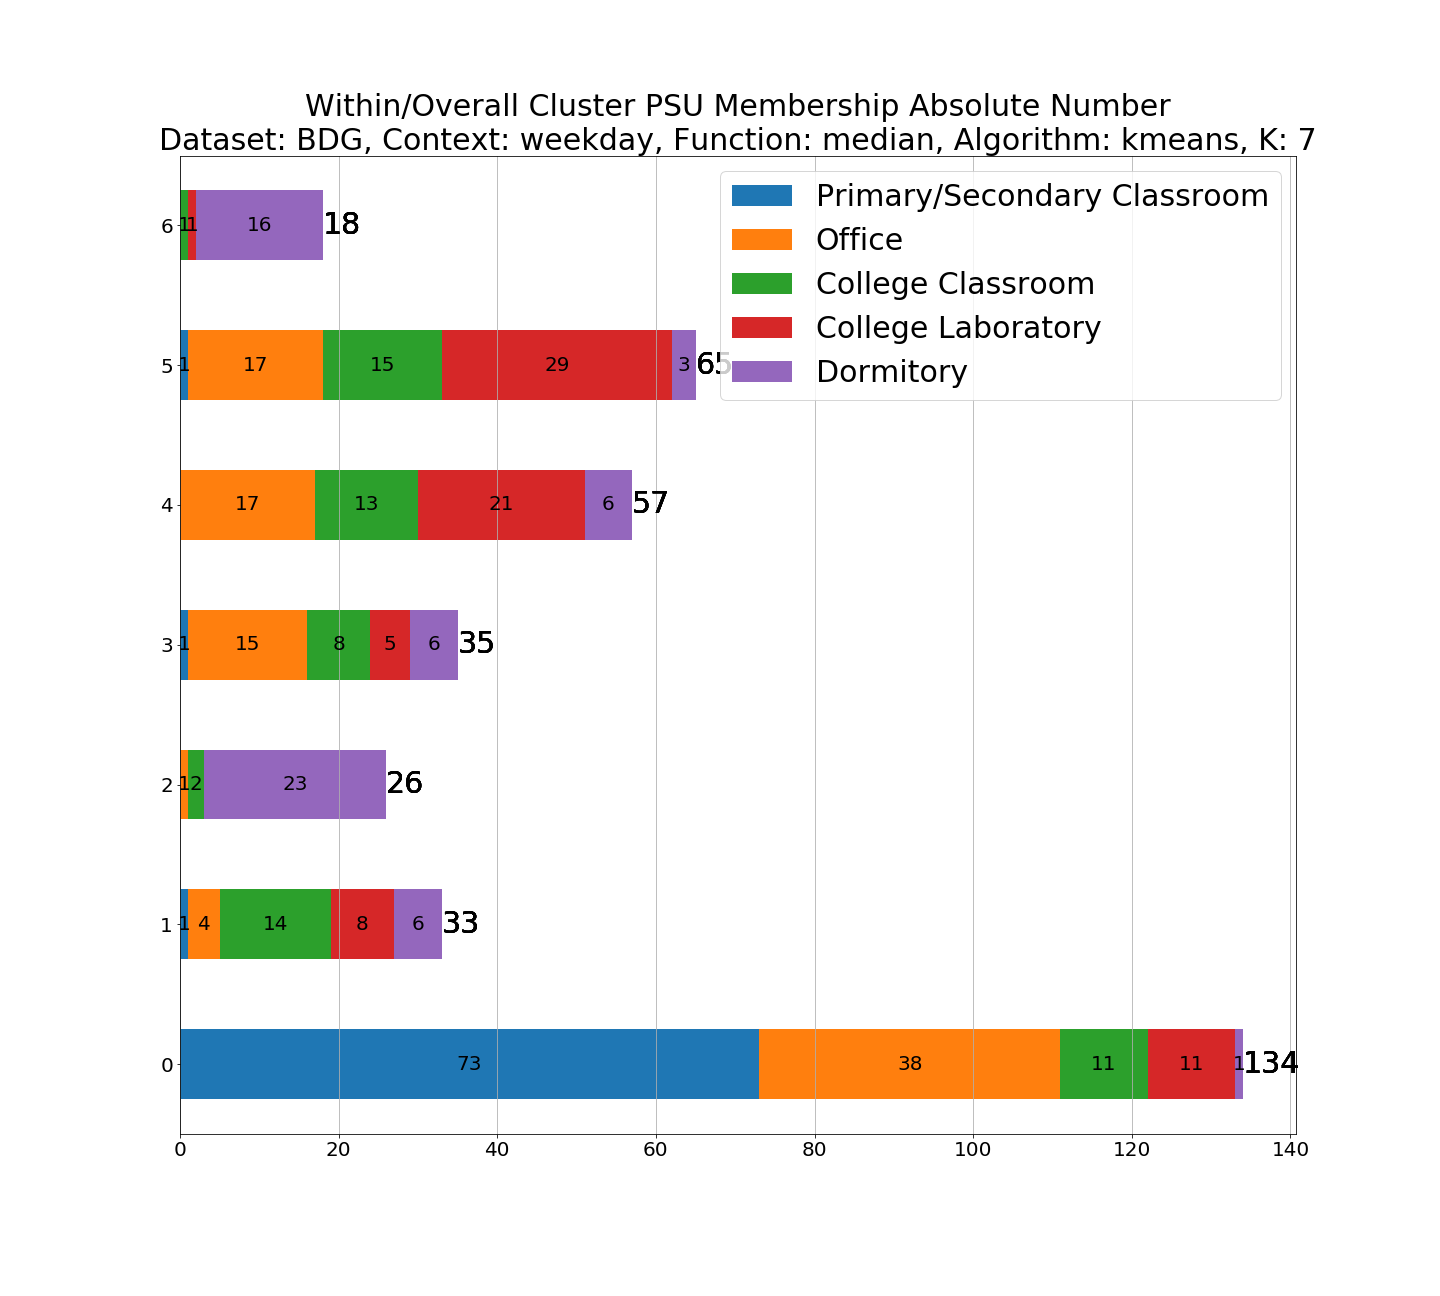 Within/Overall Cluster PSU Membership Absolute Number
Dataset: BDG, Context: weekday, Function: median, Algorithm: kmeans, K: 7
Primary/Secondary Classroom
Office
College Classroom
College Laboratory
Dormitory
6 1 1 16 18
5 1 17 15 29 3 65
4 17 13 21 6 57
3 1 15 8 5 6 35
2 1 2 23 26
1 1 4 14 8 6 33
0 73 38 11 11 1 134
0 20 40 60 80 100 120 140